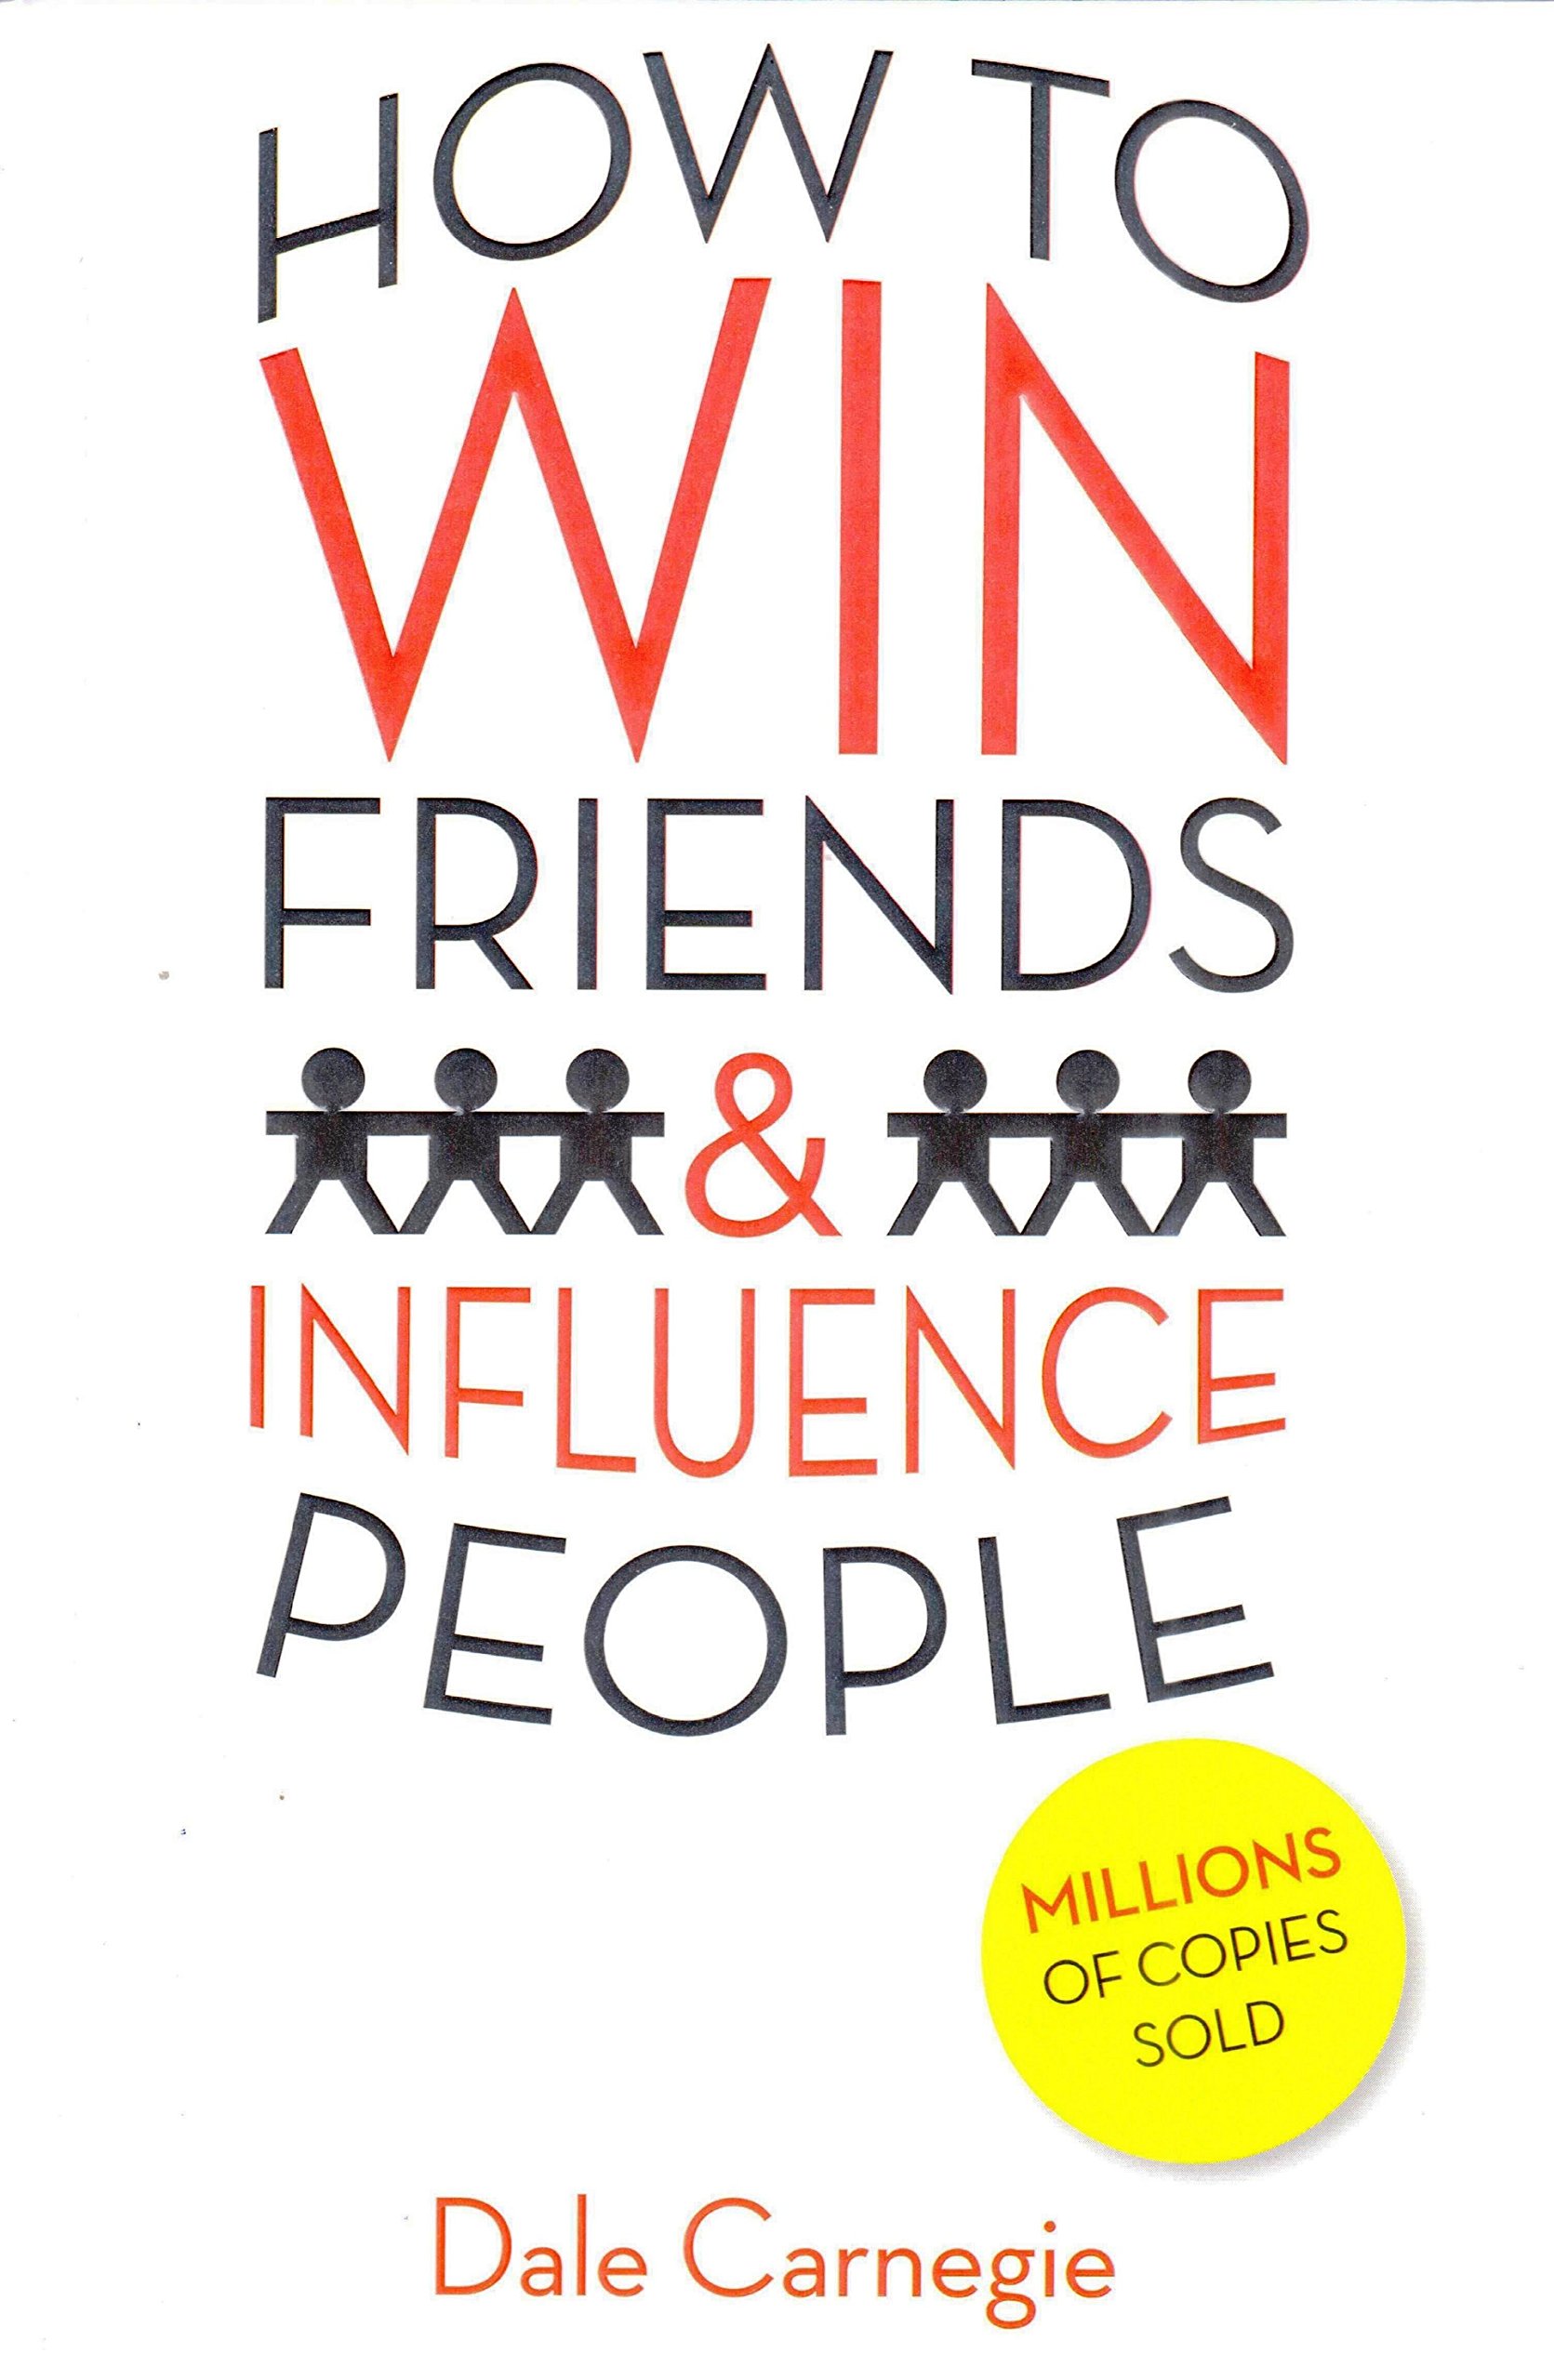 HOW TO
WIN
FRIENDS
&
INFLUENCE
PEOPLE
MILLIONS
OF COPIES
SOLD
Dale Carnegie